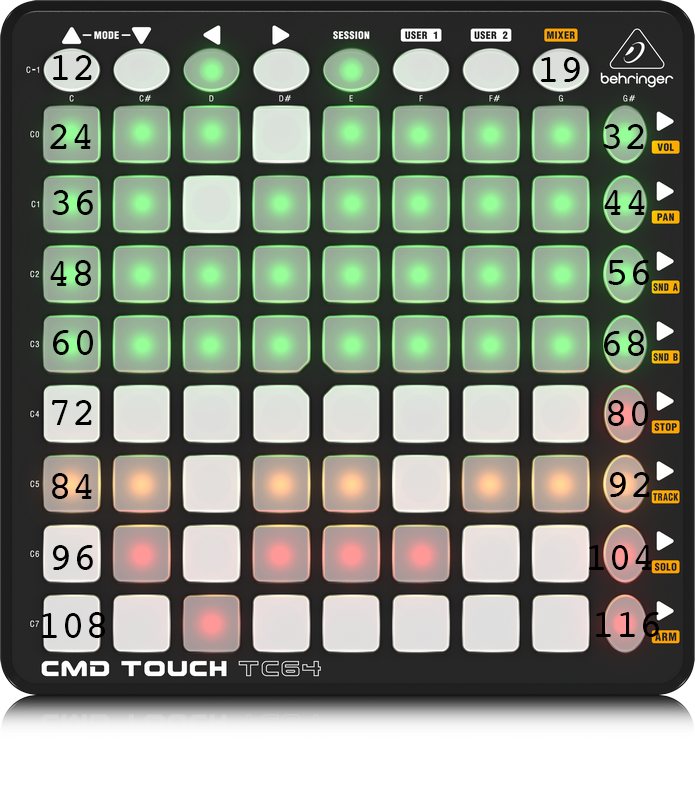 MODE SESSION USER 1 USER 2 MIXER
C-1 12 19 behringer
C C# D D# E F F# G G#
C0 24 32 VOL
C1 36 44 PAN
C2 48 56 SND A
C3 60 68 SND B
C4 72 80 STOP
C5 84 92 TRACK
C6 96 104 SOLO
C7 108 116 ARM
CMD TOUCH TC64